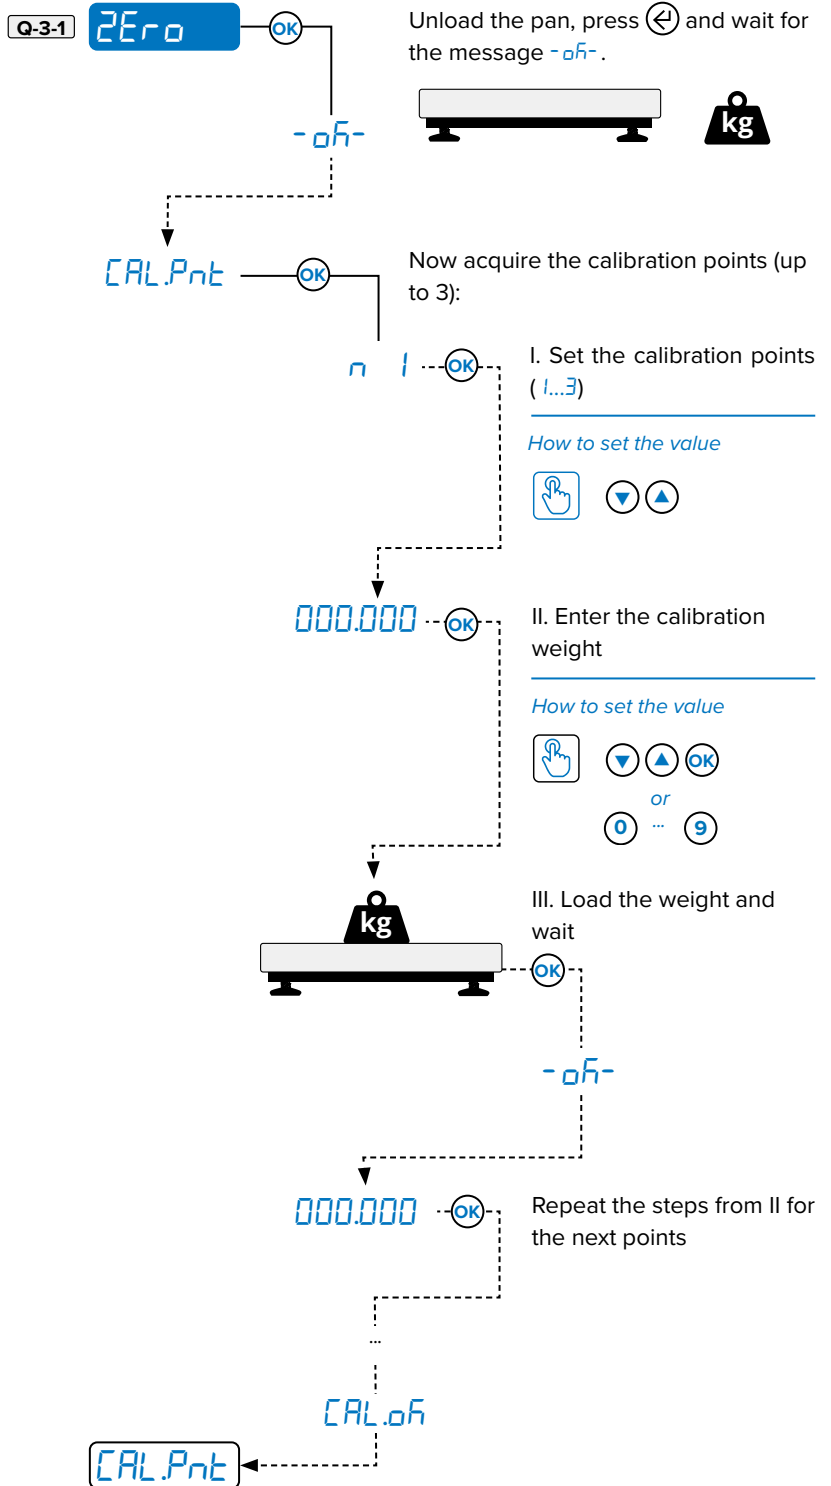 Q-3-1 ZEro OK Unload the pan, press and wait for
the message -oK-.
kg
-oK-
CAL.Pnt OK Now acquire the calibration points (up
to 3):
n 1 OK I. Set the calibration points
(1...3)
How to set the value
000.000 OK II. Enter the calibration
weight
How to set the value
OK
or
0 ... 9
kg
III. Load the weight and
wait
OK
-oK-
000.000 OK Repeat the steps from II for
the next points
...
CAL.oK
CAL.Pnt